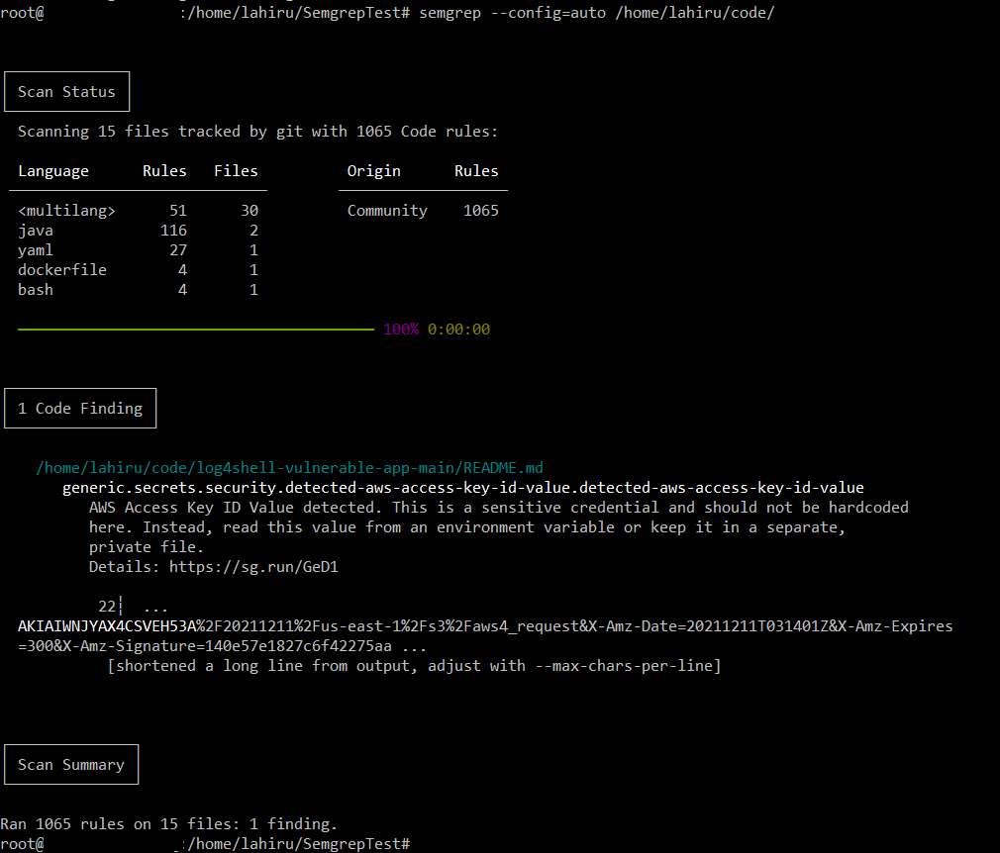 root@ :/home/lahiru/SemgrepTest# semgrep --config=auto /home/lahiru/code/
Scan Status
Scanning 15 files tracked by git with 1065 Code rules:
Language Rules Files Origin Rules
<multilang> 51 30 Community 1065
java 116 2
yaml 27 1
dockerfile 4 1
bash 4 1
100% 0:00:00
1 Code Finding
/home/lahiru/code/log4shell-vulnerable-app-main/README.md
generic.secrets.security.detected-aws-access-key-id-value.detected-aws-access-key-id-value
AWS Access Key ID Value detected. This is a sensitive credential and should not be hardcoded
here. Instead, read this value from an environment variable or keep it in a separate,
private file.
Details: https://sg.run/GeD1
22┆ ...
AKIAIWNJYAX4CSVEH53A%2F20211211%2Fus-east-1%2Fs3%2Faws4_request&X-Amz-Date=20211211T031401Z&X-Amz-Expires
=300&X-Amz-Signature=140e57e1827c6f42275aa ...
[shortened a long line from output, adjust with --max-chars-per-line]
Scan Summary
Ran 1065 rules on 15 files: 1 finding.
root@ :/home/lahiru/SemgrepTest#